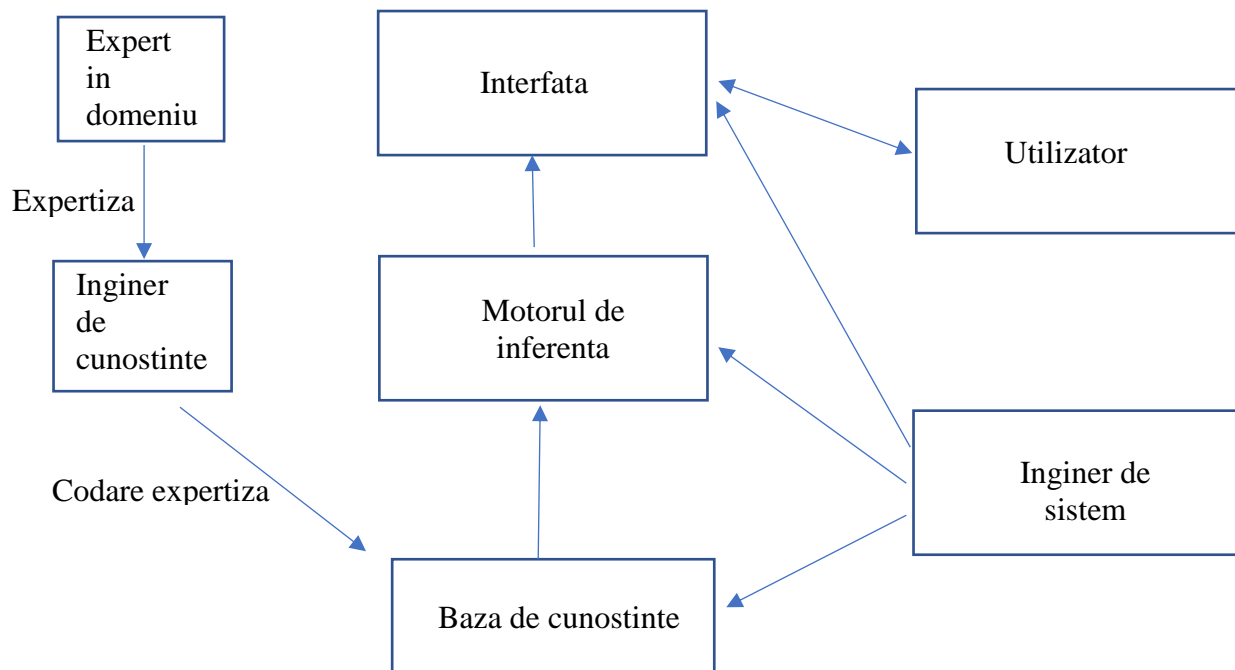 Expert
in
domeniu
Interfata
Utilizator
Expertiza
Inginer
de
cunostinte
Motorul de
inferenta
Codare expertiza
Inginer de
sistem
Baza de cunostinte